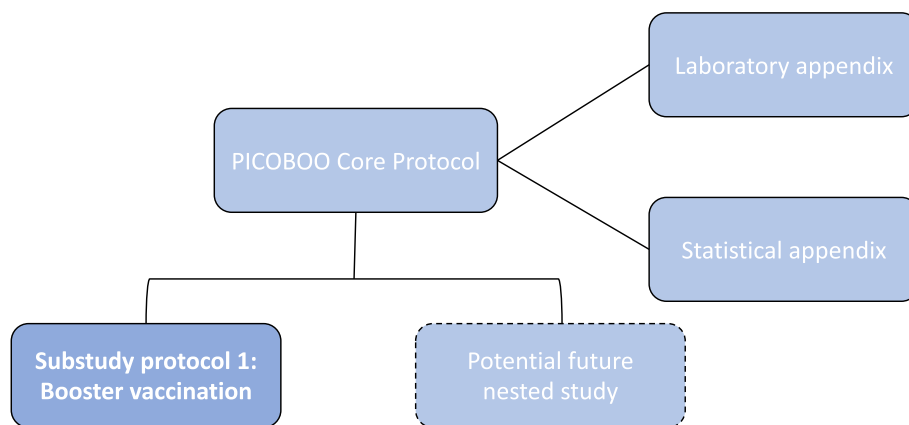 Laboratory appendix
PICOBOO Core Protocol
Statistical appendix
Substudy protocol 1:
Booster vaccination
Potential future
nested study